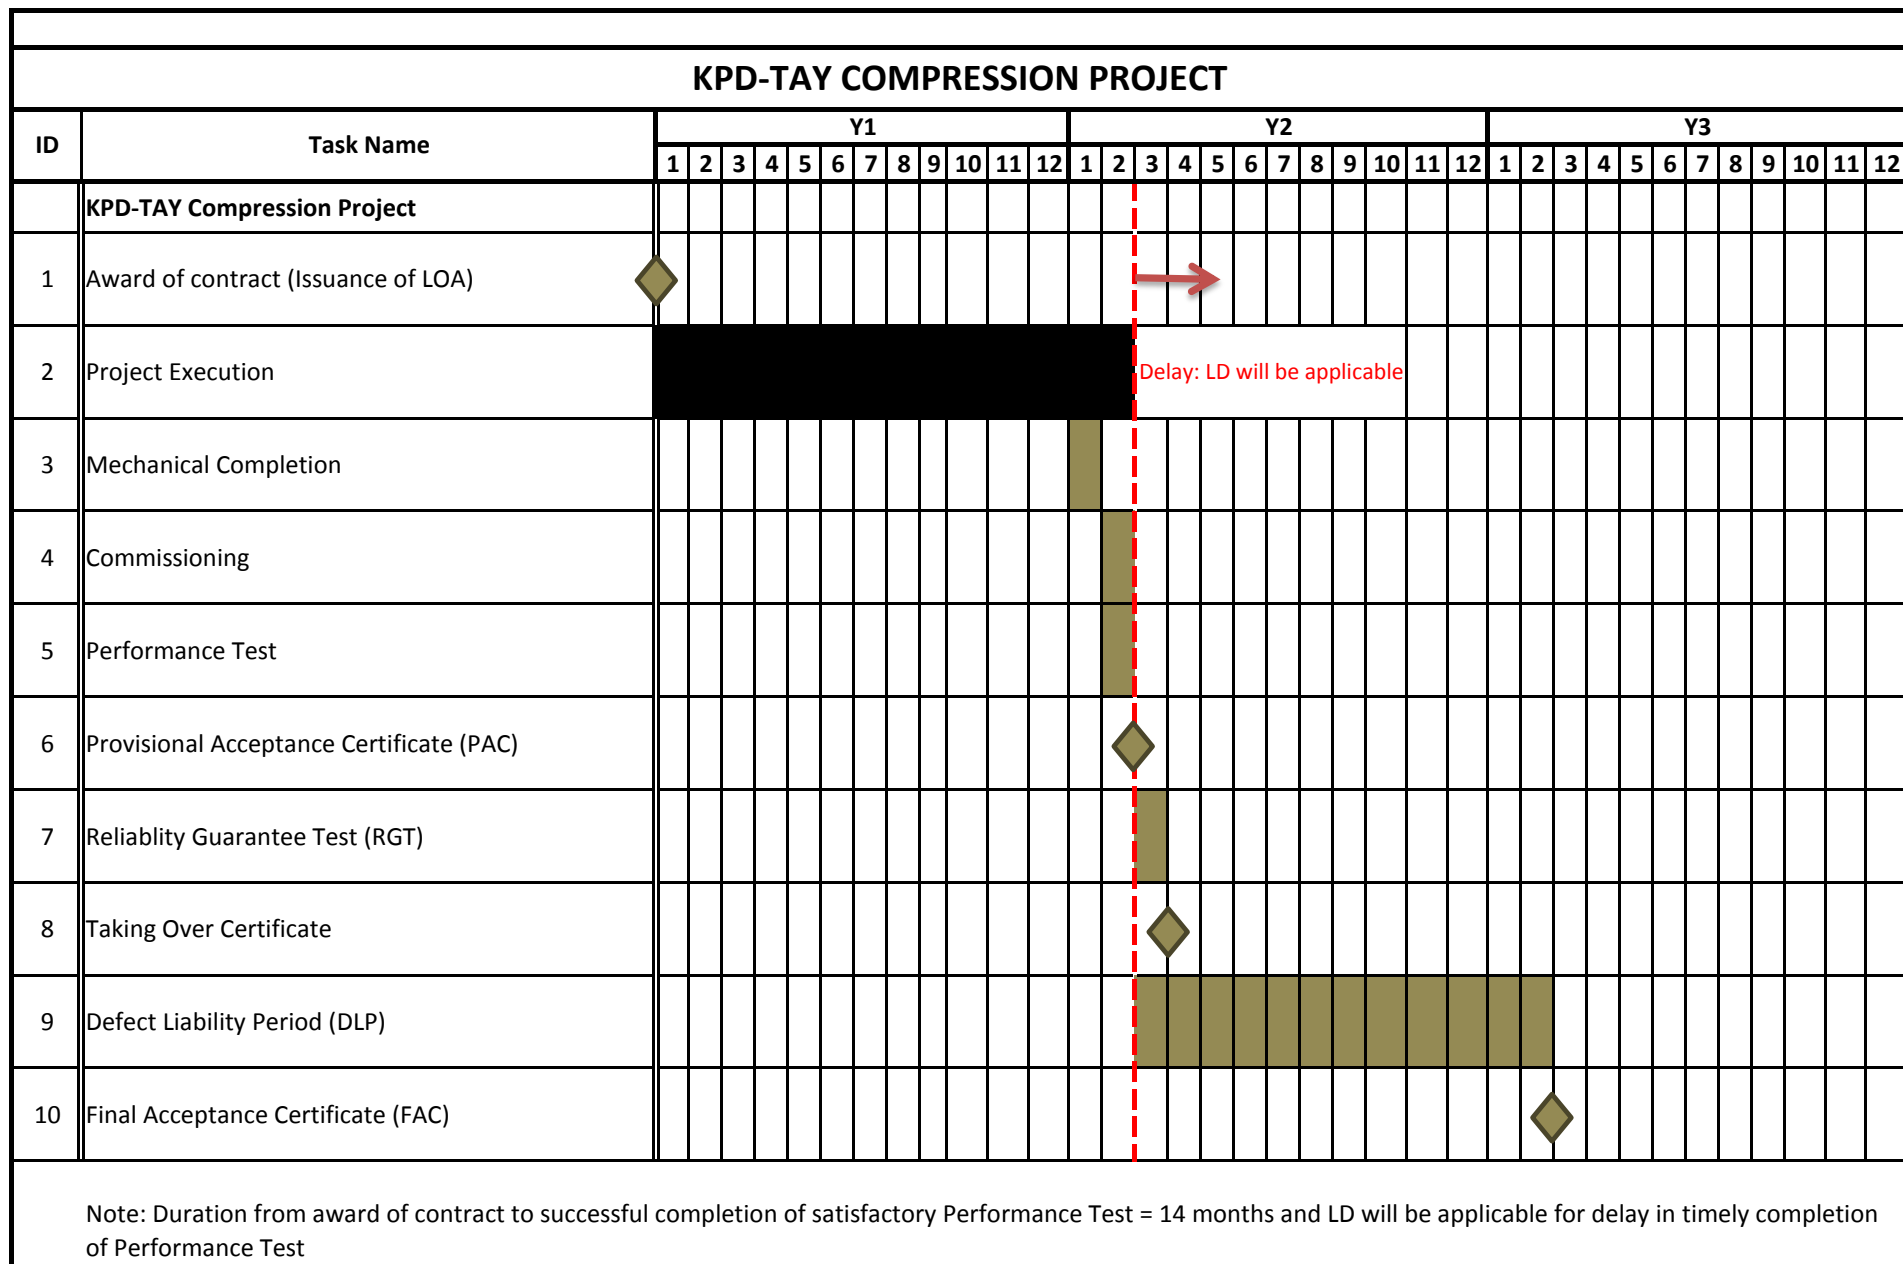 KPD-TAY COMPRESSION PROJECT
ID Task Name Y1 Y2 Y3
1 2 3 4 5 6 7 8 9 10 11 12 1 2 3 4 5 6 7 8 9 10 11 12 1 2 3 4 5 6 7 8 9 10 11 12
KPD-TAY Compression Project
1 Award of contract (Issuance of LOA)
2 Project Execution Delay: LD will be applicable
3 Mechanical Completion
4 Commissioning
5 Performance Test
6 Provisional Acceptance Certificate (PAC)
7 Reliablity Guarantee Test (RGT)
8 Taking Over Certificate
9 Defect Liability Period (DLP)
10 Final Acceptance Certificate (FAC)
Note: Duration from award of contract to successful completion of satisfactory Performance Test = 14 months and LD will be applicable for delay in timely completion
of Performance Test